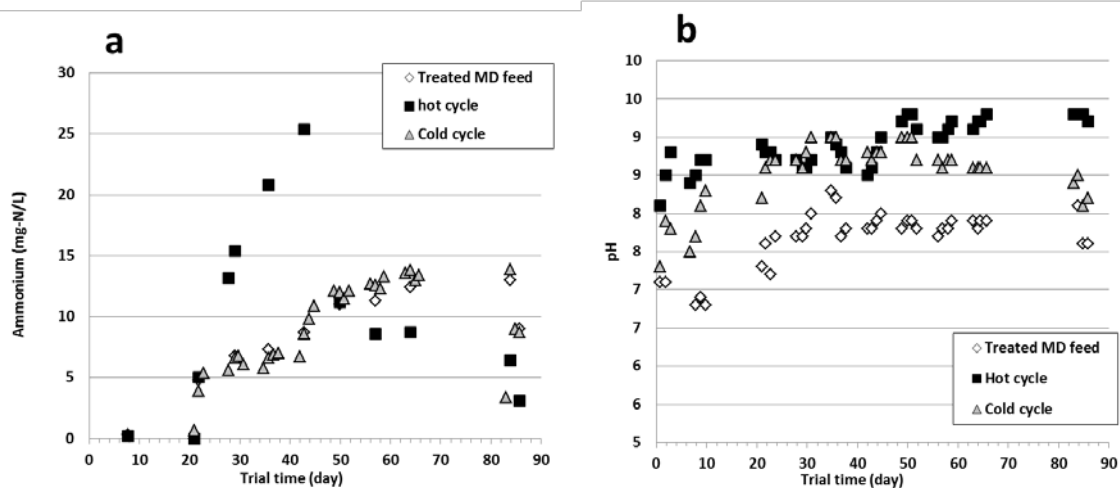 a
30
25
20
15
10
5
0
Ammonium (mg-N/L)
Treated MD feed
hot cycle
Cold cycle
0 10 20 30 40 50 60 70 80 90
Trial time (day)
b
10
10
9
9
8
8
7
7
6
6
5
pH
Treated MD feed
Hot cycle
Cold cycle
0 10 20 30 40 50 60 70 80 90
Trial time (day)